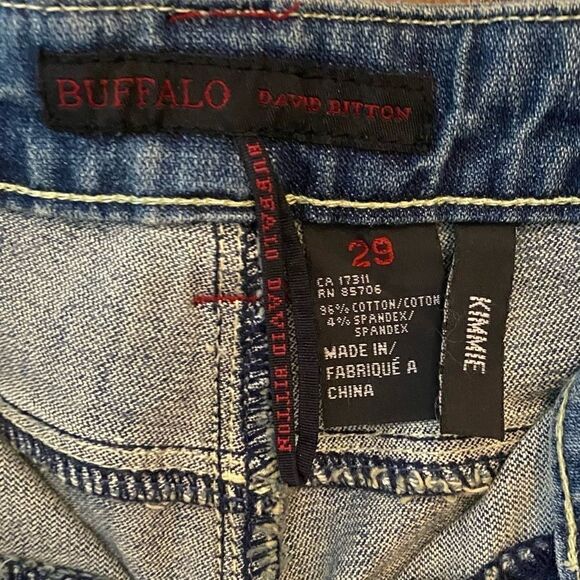 BUFFALO DAVID BITTON
BUFFALO DAVID BITTON
29
CA 17311
RN 85706
96% COTTON/COTON
4% SPANDEX/
SPANDEX
MADE IN/
FABRIQUÉ A
CHINA
KIMMIE